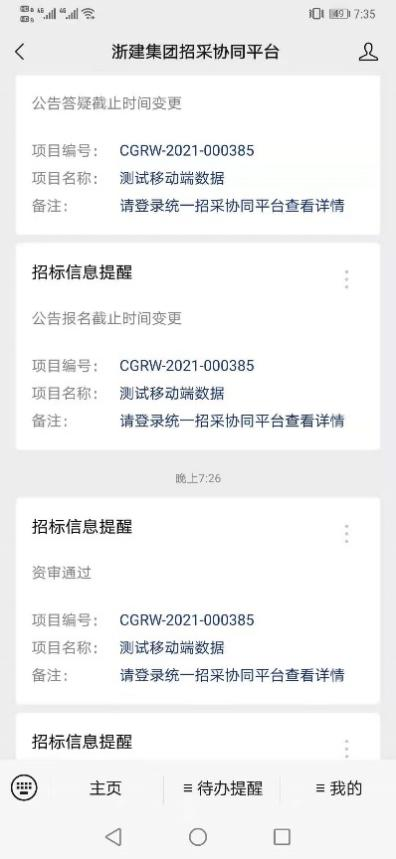 49 7:35
浙建集团招采协同平台
公告答疑截止时间变更
项目编号： CGRW-2021-000385
项目名称： 测试移动端数据
备注： 请登录统一招采协同平台查看详情
招标信息提醒
公告报名截止时间变更
项目编号： CGRW-2021-000385
项目名称： 测试移动端数据
备注： 请登录统一招采协同平台查看详情
晚上7:26
招标信息提醒
资审通过
项目编号： CGRW-2021-000385
项目名称： 测试移动端数据
备注： 请登录统一招采协同平台查看详情
招标信息提醒
主页 待办提醒 我的